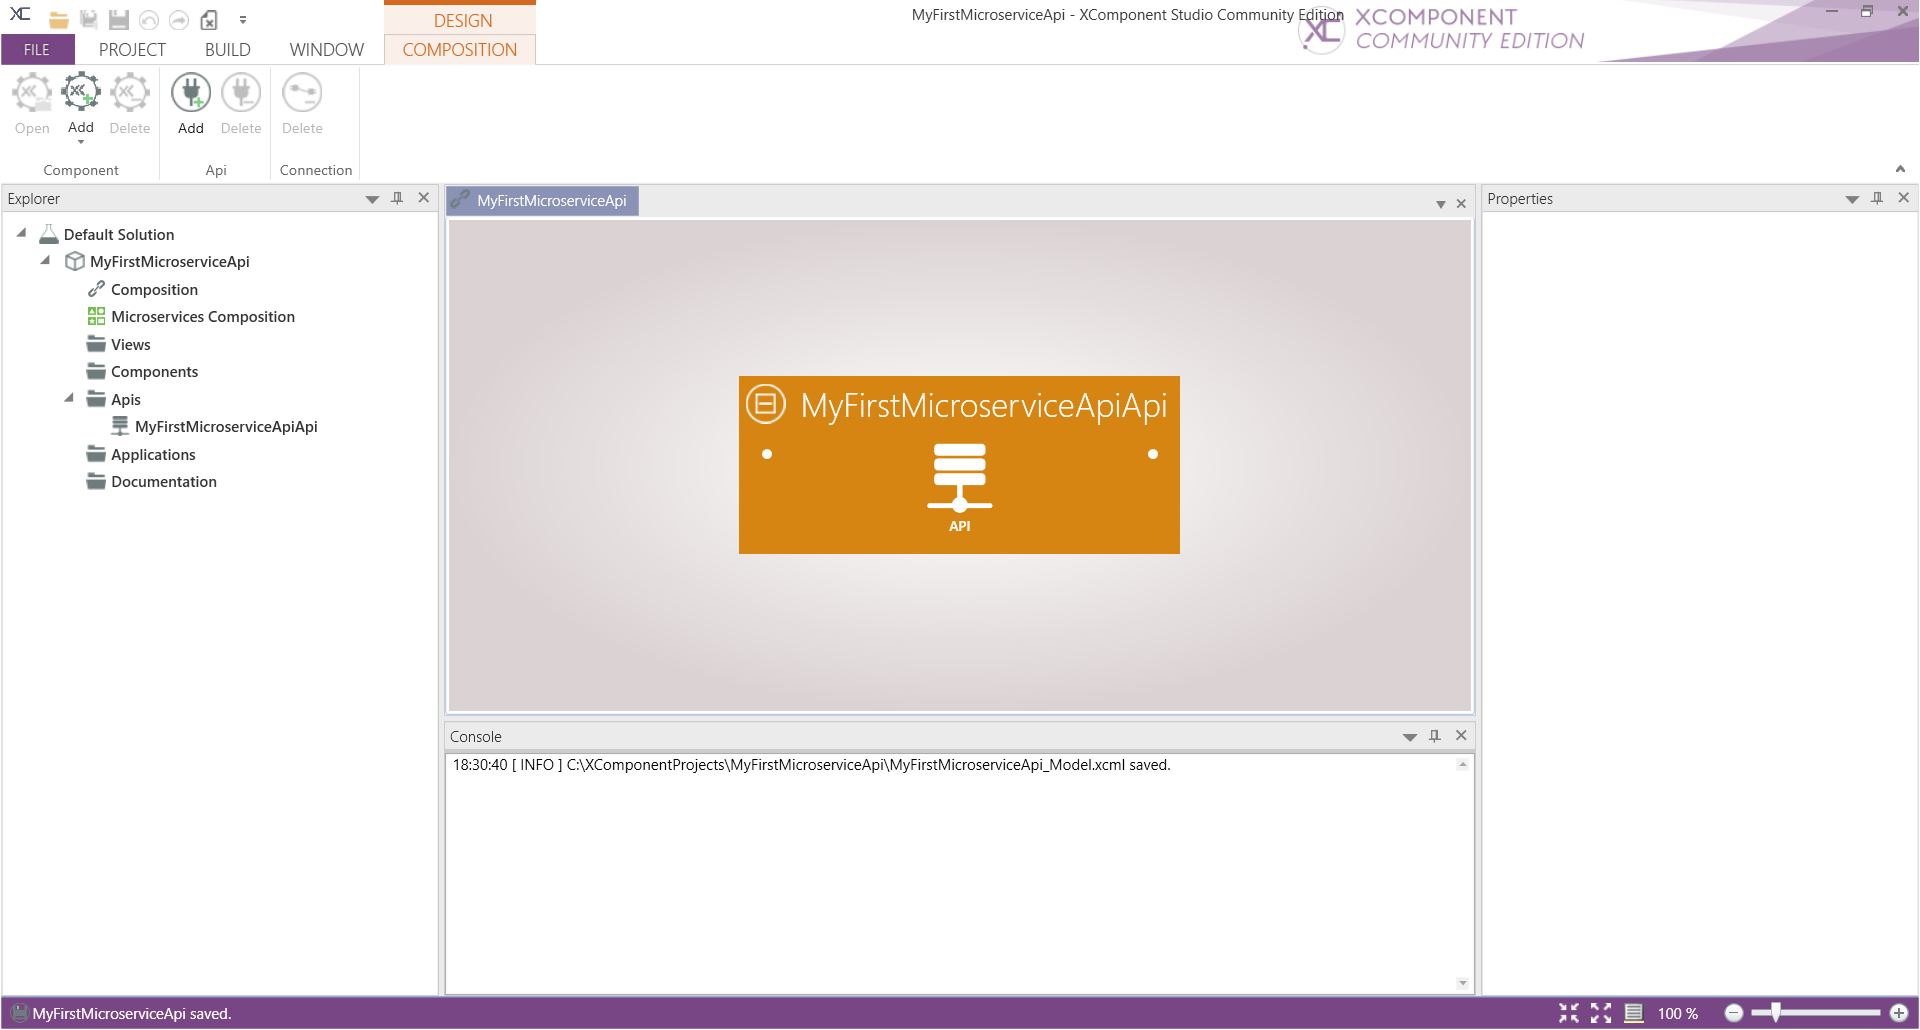 MyFirstMicroserviceApi - XComponent Studio Community Edition
XC
XCOMPONENT
COMMUNITY EDITION
DESIGN
FILE
PROJECT
BUILD
WINDOW
COMPOSITION
Open
Add
Delete
Add
Delete
Delete
Component
Api
Connection
Explorer
Default Solution
MyFirstMicroserviceApi
Composition
Microservices Composition
Views
Components
Apis
MyFirstMicroserviceApiApi
Applications
Documentation
MyFirstMicroserviceApi
MyFirstMicroserviceApiApi
API
Properties
Console
18:30:40 [ INFO ] C:\XComponentProjects\MyFirstMicroserviceApi\MyFirstMicroserviceApi_Model.xcml saved.
MyFirstMicroserviceApi saved.
100 %